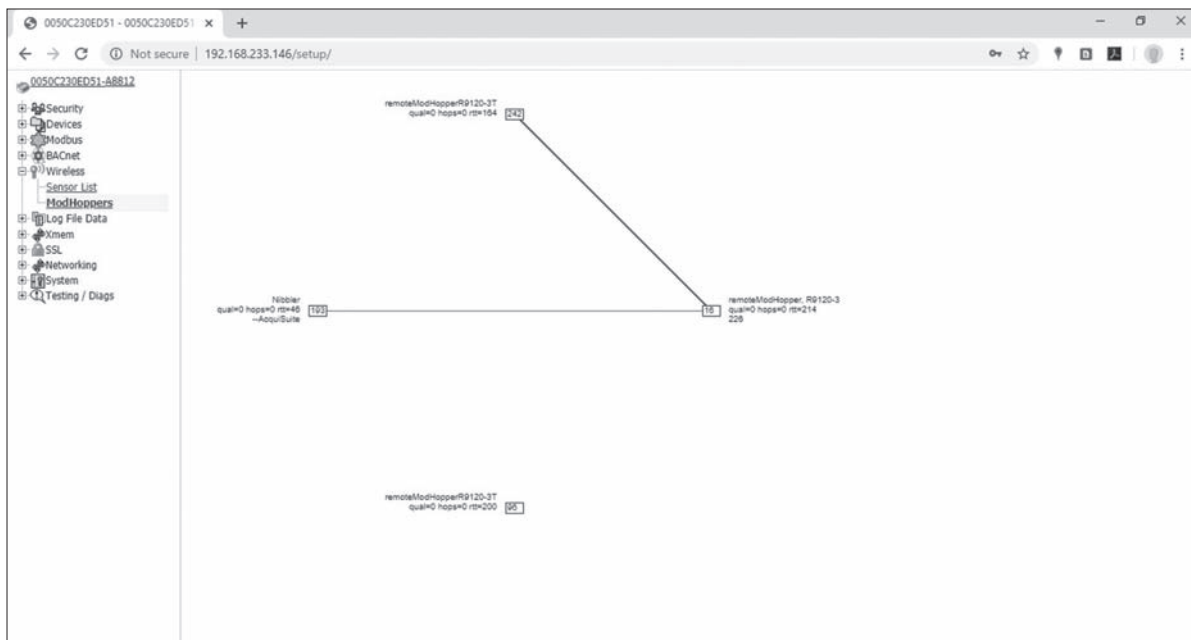 0050C230ED51 - 0050C230ED51
Not secure | 192.168.233.146/setup/
0050C230ED51-A8812
Security
Devices
Modbus
BACnet
Wireless
Sensor List
ModHoppers
Log File Data
Xmem
SSL
Networking
System
Testing / Diags
remoteModHopperR9120-3T
qual=0 hops=0 rtt=164
242
Nibbler
qual=0 hops=0 rtt=46
--AcquiSuite
193
16
remoteModHopper, R9120-3
qual=0 hops=0 rtt=214
226
remoteModHopperR9120-3T
qual=0 hops=0 rtt=200
96